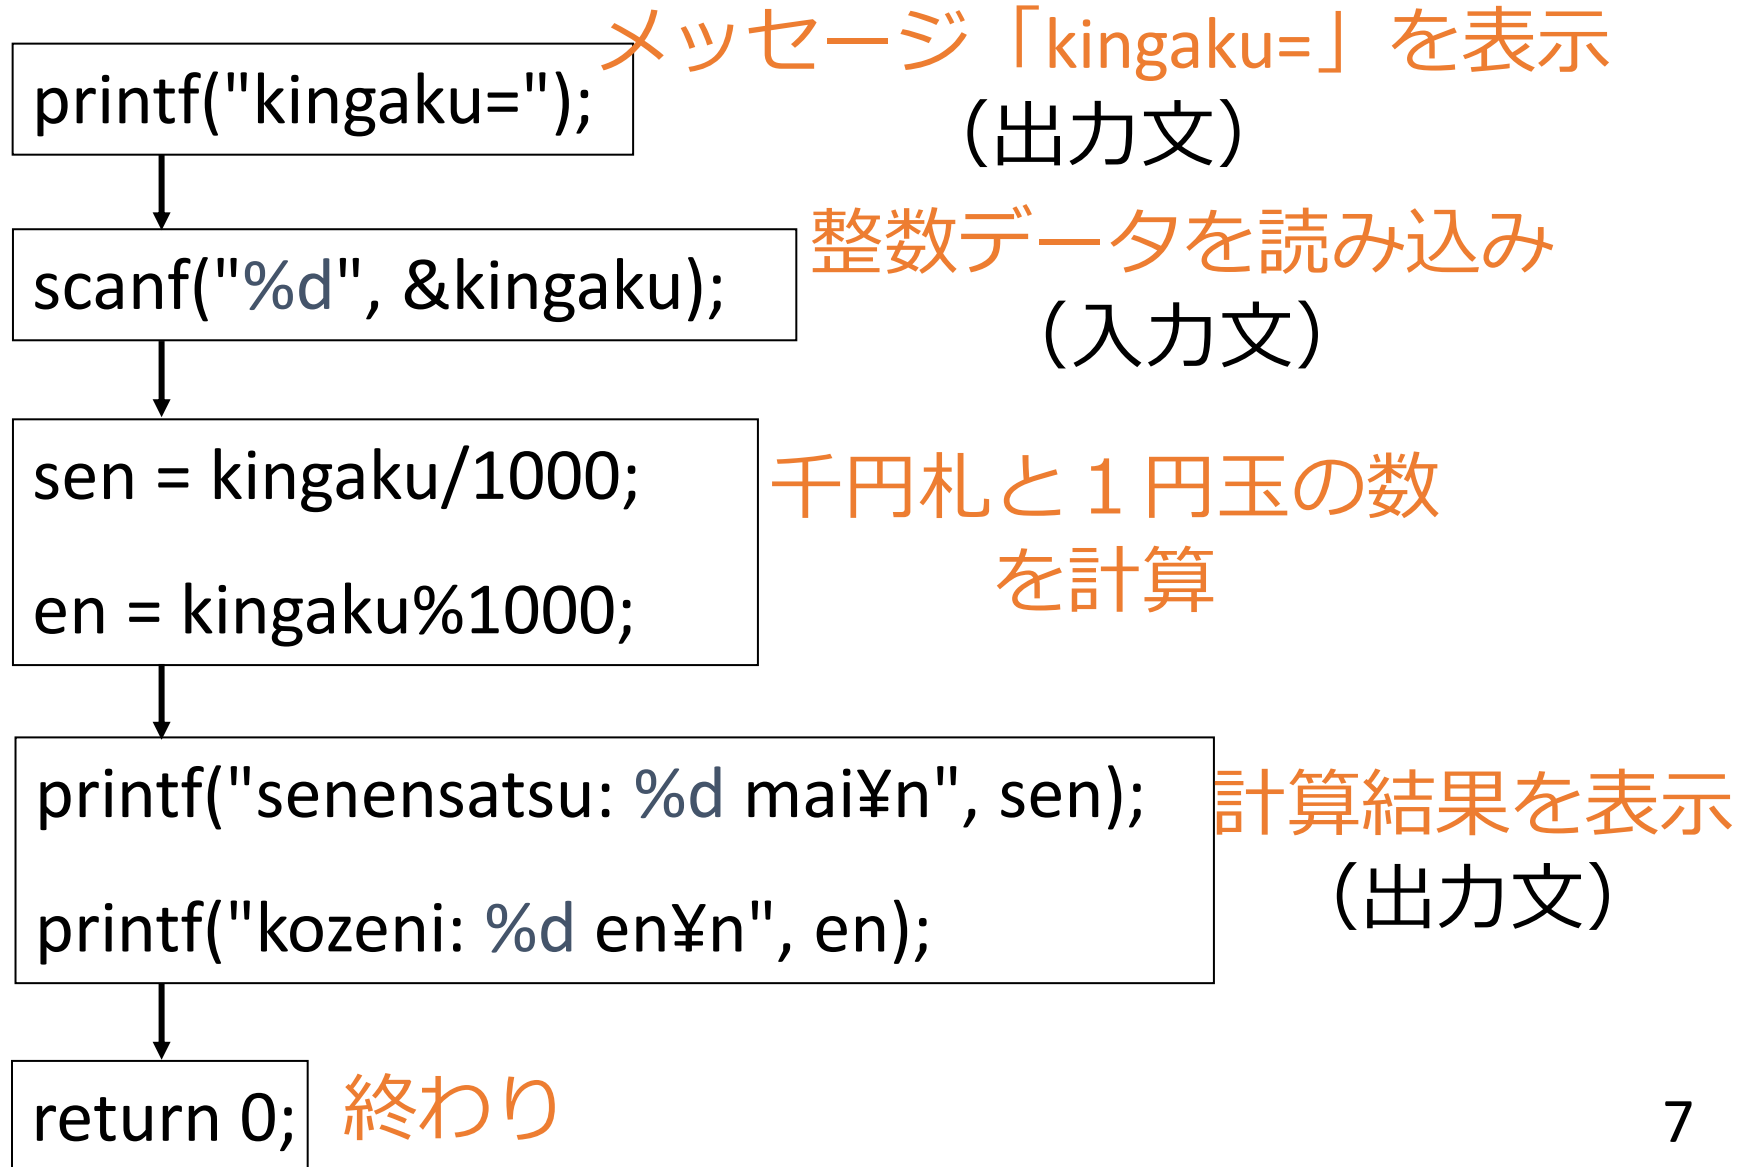 メッセージ「kingaku=」を表示
printf("kingaku=");
（出力文）
整数データを読み込み
scanf("%d", &kingaku);
（入力文）
sen = kingaku/1000;
千円札と１円玉の数
を計算
en = kingaku%1000;
printf("senensatsu: %d mai¥n", sen);
計算結果を表示
（出力文）
printf("kozeni: %d en¥n", en);
return 0;
終わり
7